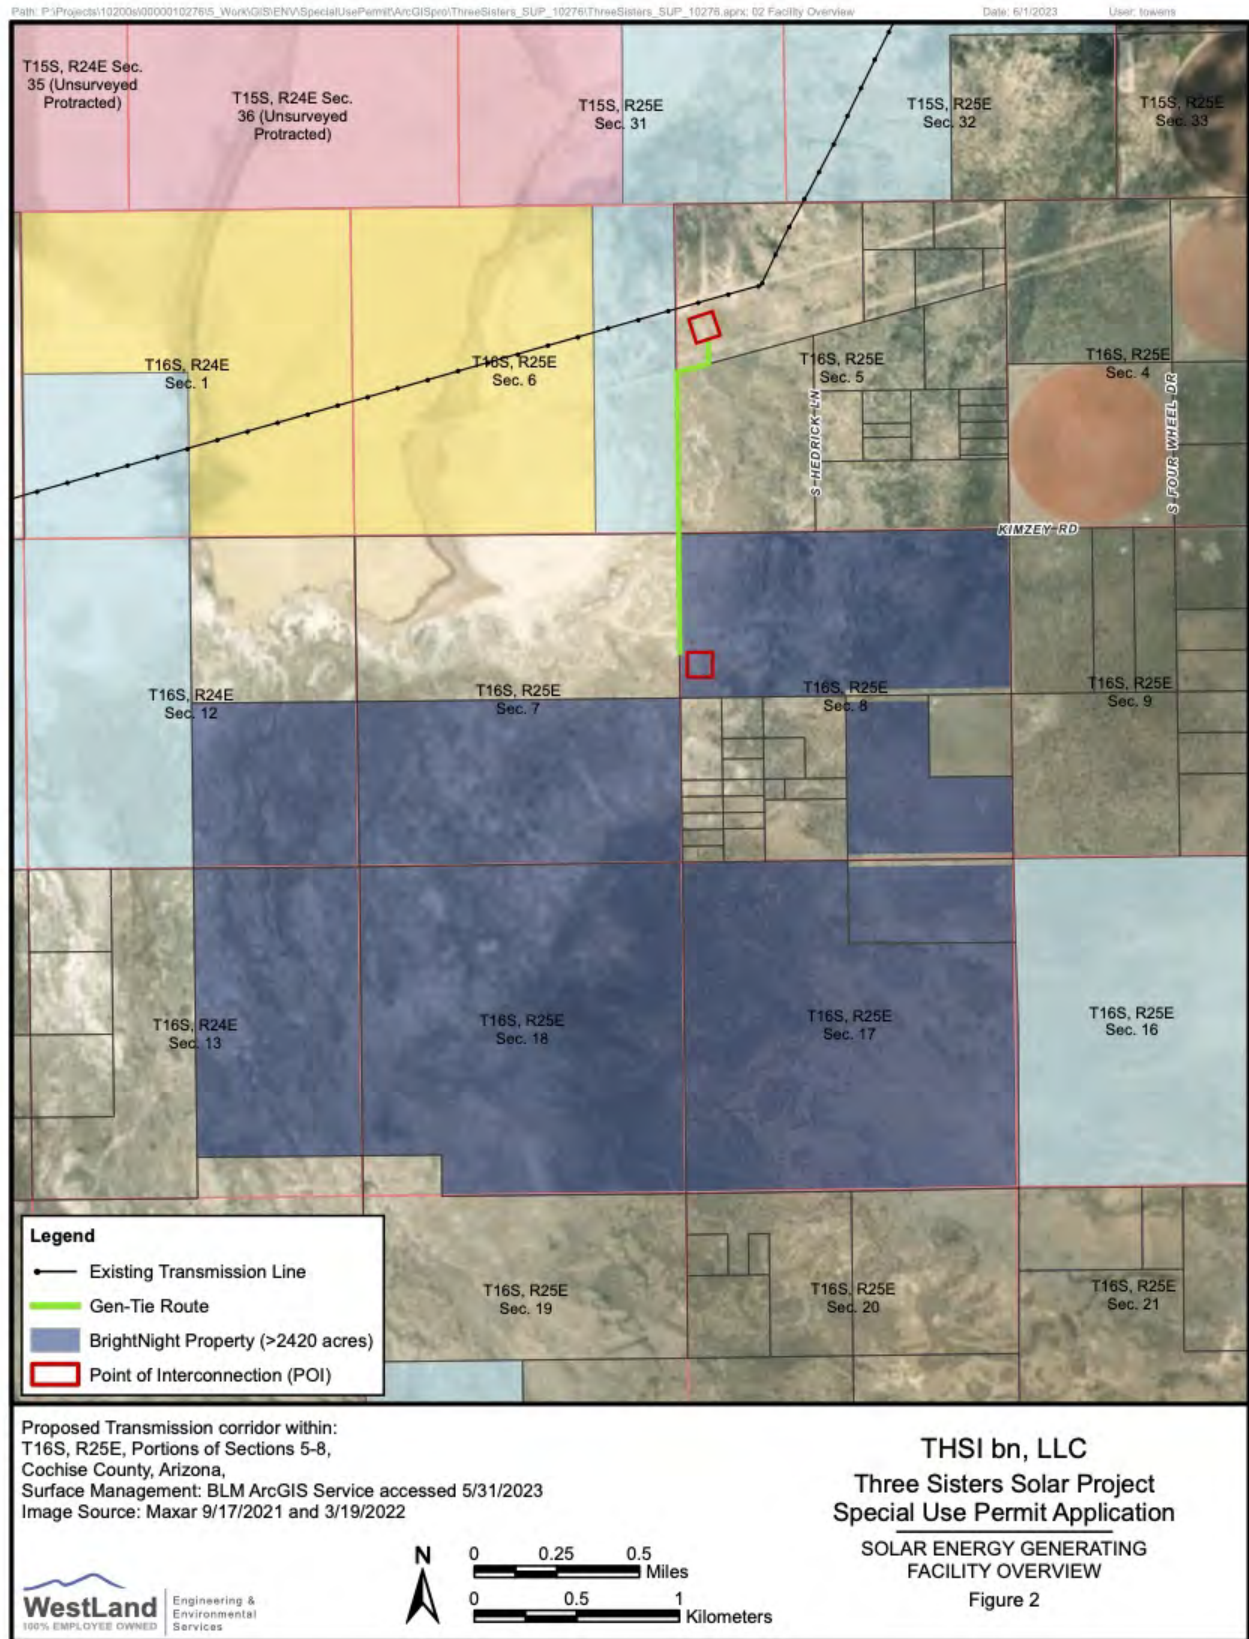 Path: P:\Projects\10200s\0000010276\5_Work\GIS\ENV\SpecialUsePermit\ArcGISpro\ThreeSisters_SUP_10276\ThreeSisters_SUP_10276.aprx; 02 Facility Overview Date: 6/1/2023 User: towens
T15S, R24E Sec.
35 (Unsurveyed
Protracted)
T15S, R24E Sec.
36 (Unsurveyed
Protracted)
T15S, R25E
Sec. 31
T15S, R25E
Sec. 32
T15S, R25E
Sec. 33
T16S, R24E
Sec. 1
T16S, R25E
Sec. 6
T16S, R25E
Sec. 5
T16S, R25E
Sec. 4
S HEDRICK LN
S FOUR WHEEL DR
KIMZEY RD
T16S, R24E
Sec. 12
T16S, R25E
Sec. 7
T16S, R25E
Sec. 8
T16S, R25E
Sec. 9
T16S, R24E
Sec. 13
T16S, R25E
Sec. 18
T16S, R25E
Sec. 17
T16S, R25E
Sec. 16
T16S, R25E
Sec. 19
T16S, R25E
Sec. 20
T16S, R25E
Sec. 21
Legend
Existing Transmission Line
Gen-Tie Route
BrightNight Property (>2420 acres)
Point of Interconnection (POI)
Proposed Transmission corridor within:
T16S, R25E, Portions of Sections 5-8,
Cochise County, Arizona,
Surface Management: BLM ArcGIS Service accessed 5/31/2023
Image Source: Maxar 9/17/2021 and 3/19/2022
WestLand
100% EMPLOYEE OWNED
Engineering &
Environmental
Services
N
0 0.25 0.5
Miles
0 0.5 1
Kilometers
THSI bn, LLC
Three Sisters Solar Project
Special Use Permit Application
SOLAR ENERGY GENERATING
FACILITY OVERVIEW
Figure 2